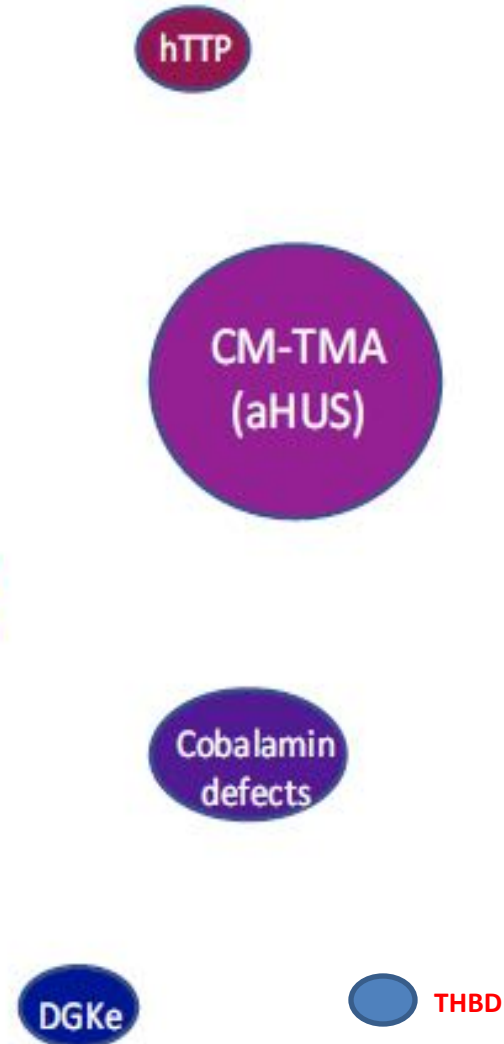 hTTP
CM-TMA
(aHUS)
Cobalamin
defects
DGKe
THBD